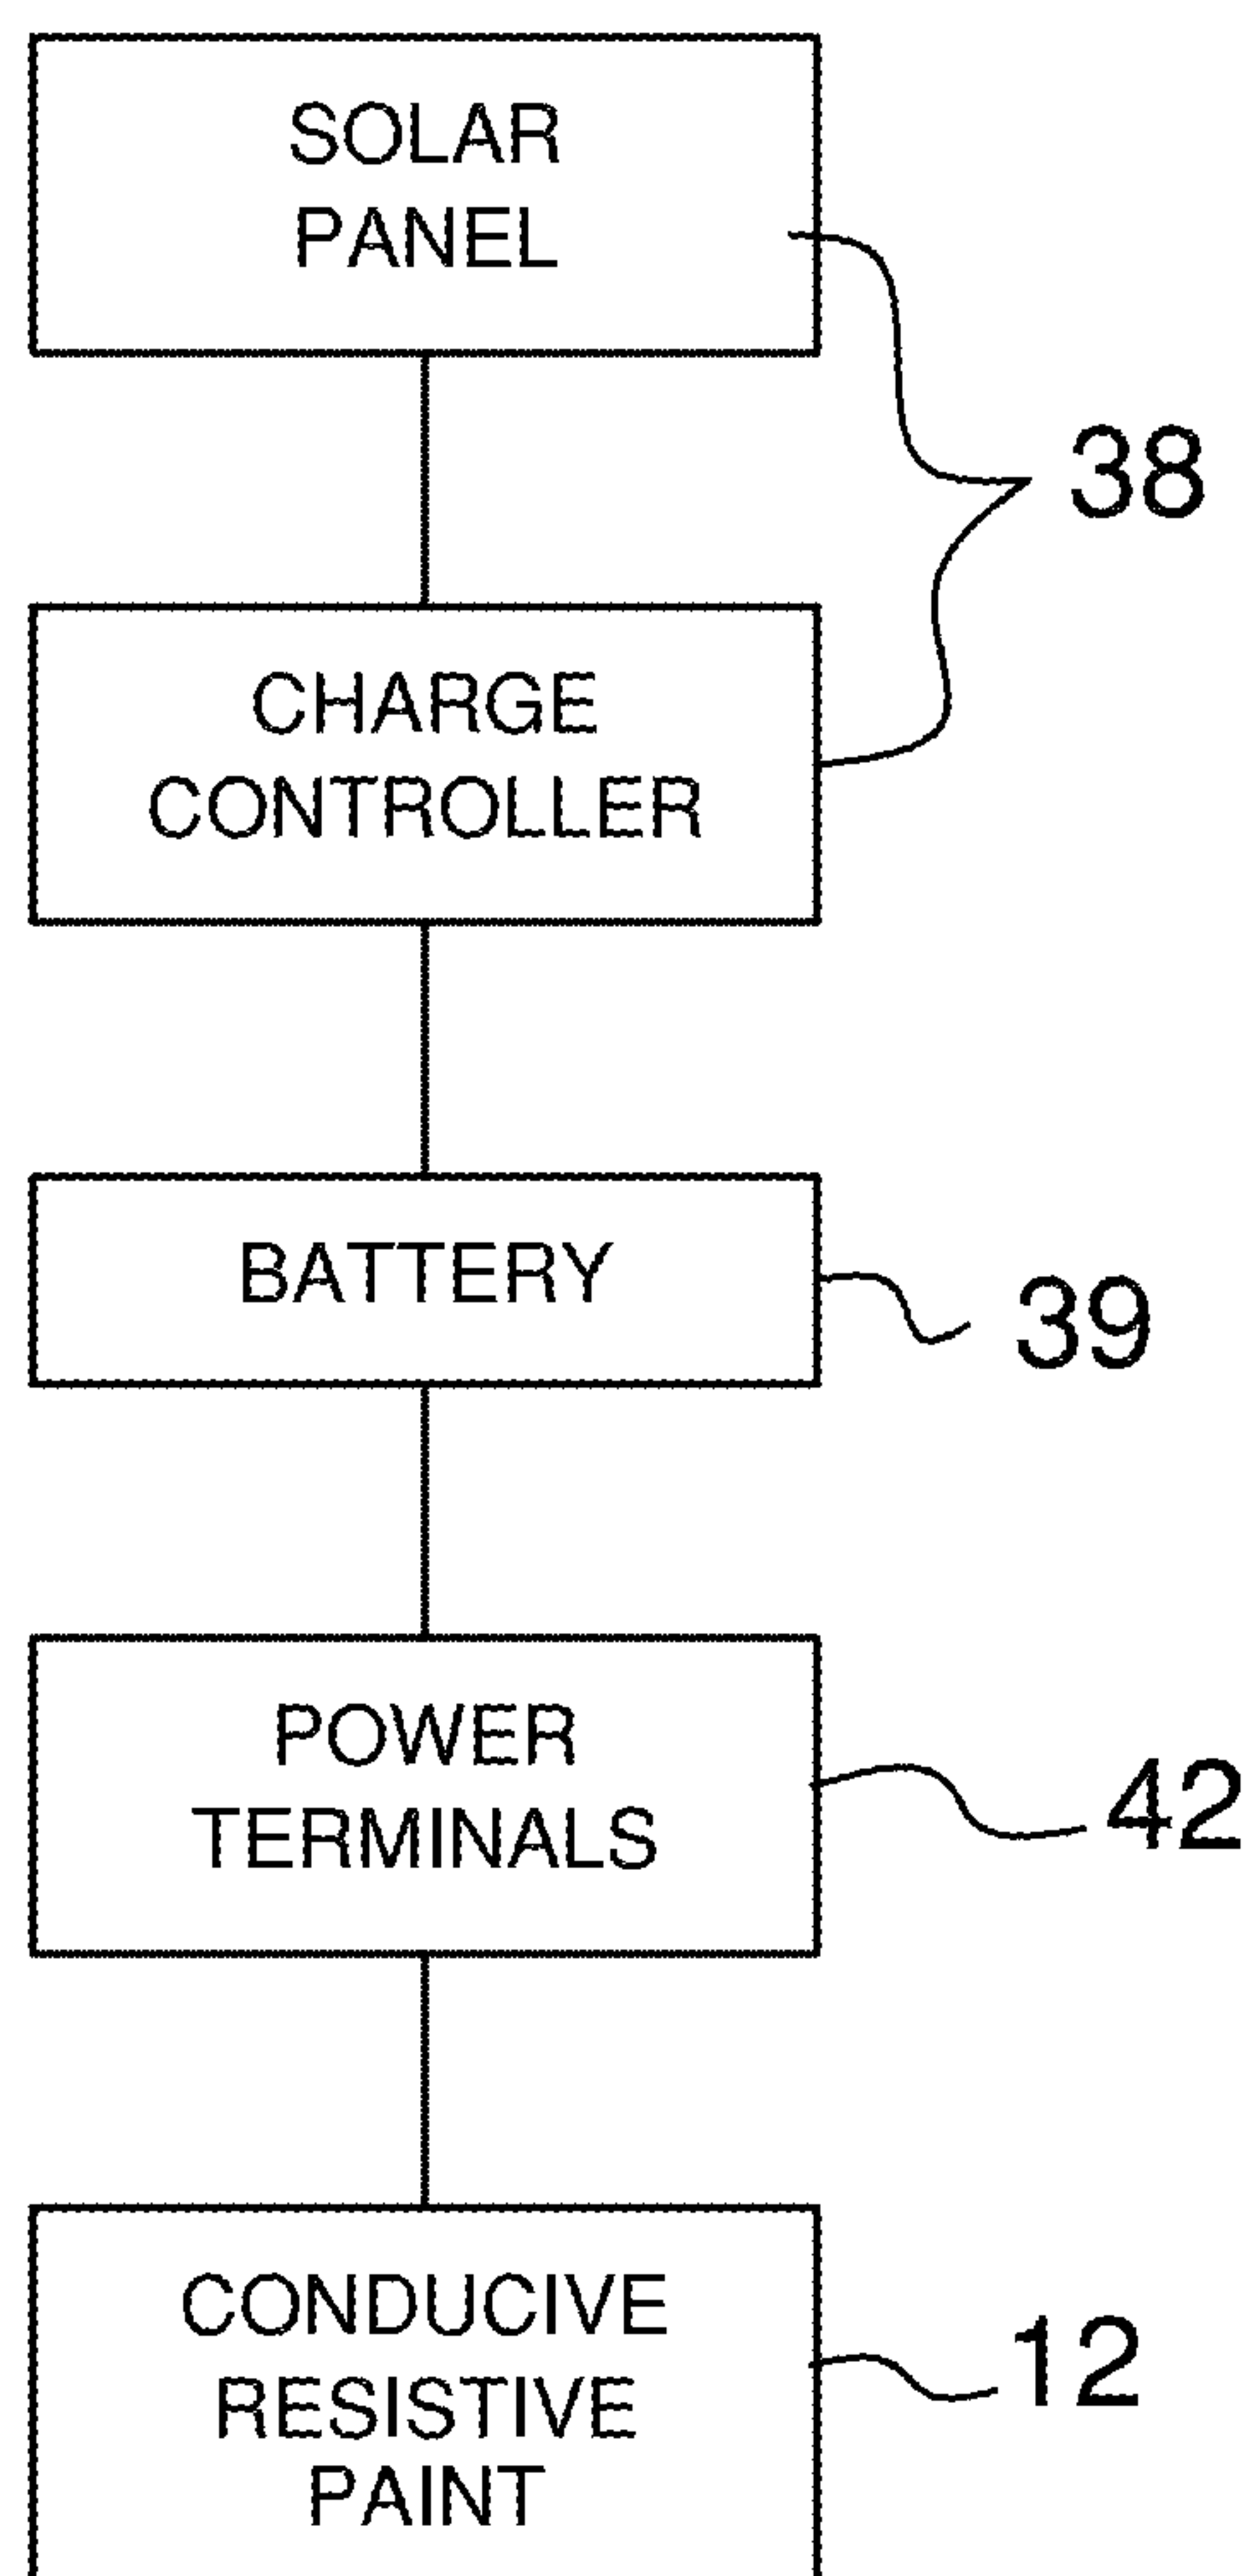 SOLAR
PANEL
38
CHARGE
CONTROLLER
BATTERY
39
POWER
TERMINALS
42
CONDUCIVE
RESISTIVE
PAINT
12